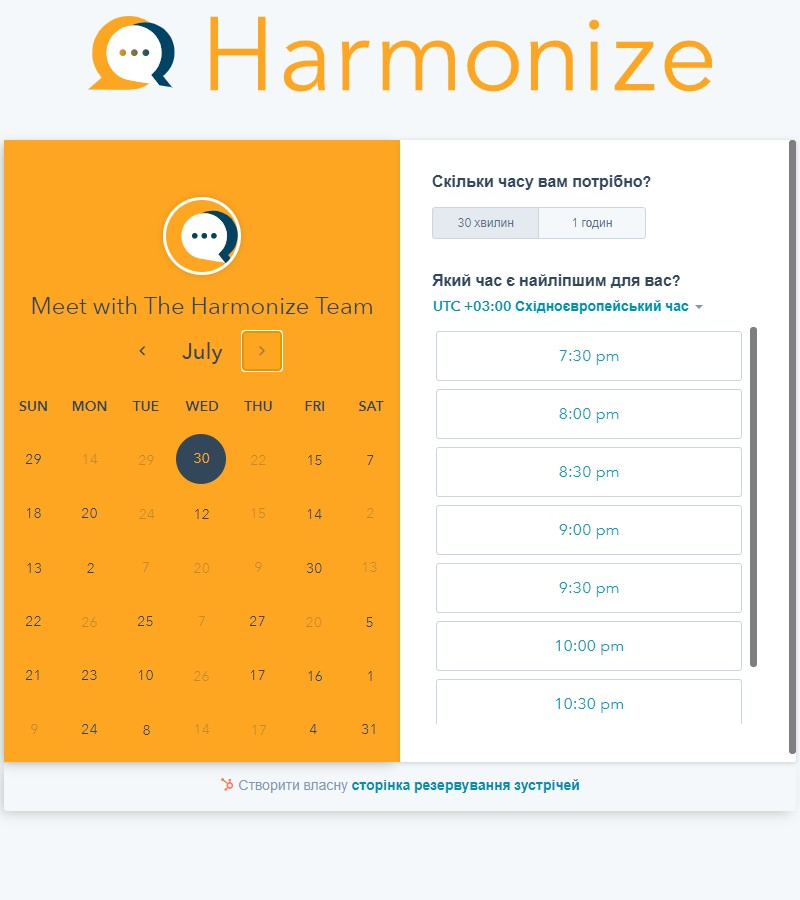 Harmonize
Meet with The Harmonize Team
July
SUN MON TUE WED THU FRI SAT
29 14 29 30 22 15 7
18 20 24 12 15 14 2
13 2 7 20 9 30 13
22 26 25 7 27 20 5
21 23 10 26 17 16 1
9 24 8 14 17 4 31
Скільки часу вам потрібно?
30 хвилин 1 годин
Який час є найліпшим для вас?
UTC +03:00 Східноєвропейський час
7:30 pm
8:00 pm
8:30 pm
9:00 pm
9:30 pm
10:00 pm
10:30 pm
Створити власну сторінка резервування зустрічей